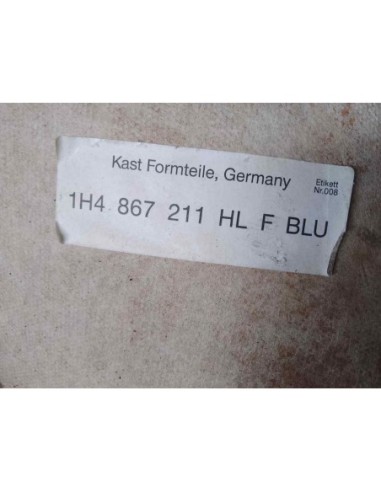 Kast Formteile, Germany
Etikett
Nr.008
1H4 867 211 HL F BLU